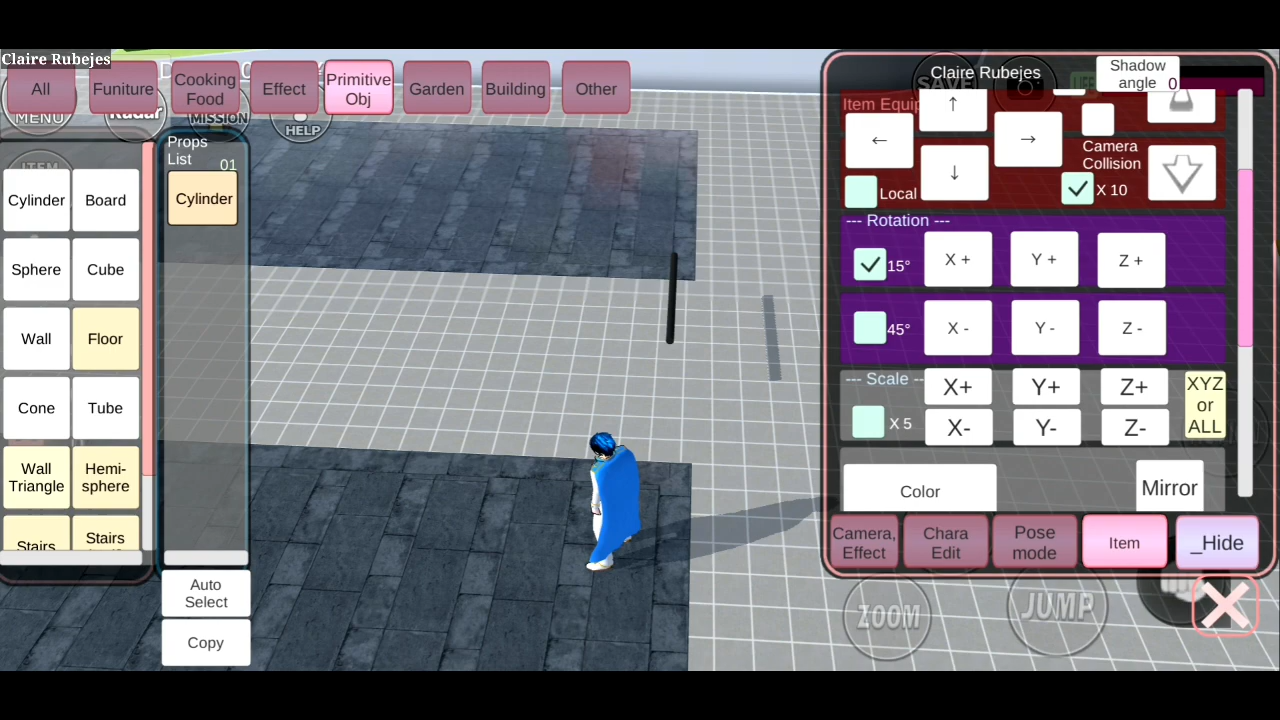 Claire Rubejes
All
Funiture
Cooking
Food
Effect
Primitive
Obj
Garden
Building
Other
MENU
Radar
MISSION
HELP
ITEM
Props
List
01
Cylinder
Cylinder
Board
Sphere
Cube
Wall
Floor
Cone
Tube
Wall
Triangle
Hemi-
sphere
Stairs
Stairs
Auto
Select
Copy
Claire Rubejes
SAVE
Shadow
angle 0
Item Equip
↑
←
→
↓
Local
Camera
Collision
X 10
--- Rotation ---
15°
X +
Y +
Z +
45°
X -
Y -
Z -
--- Scale --
X+
Y+
Z+
X 5
X-
Y-
Z-
XYZ
or
ALL
Color
Mirror
Camera,
Effect
Chara
Edit
Pose
mode
Item
_Hide
ZOOM
JUMP